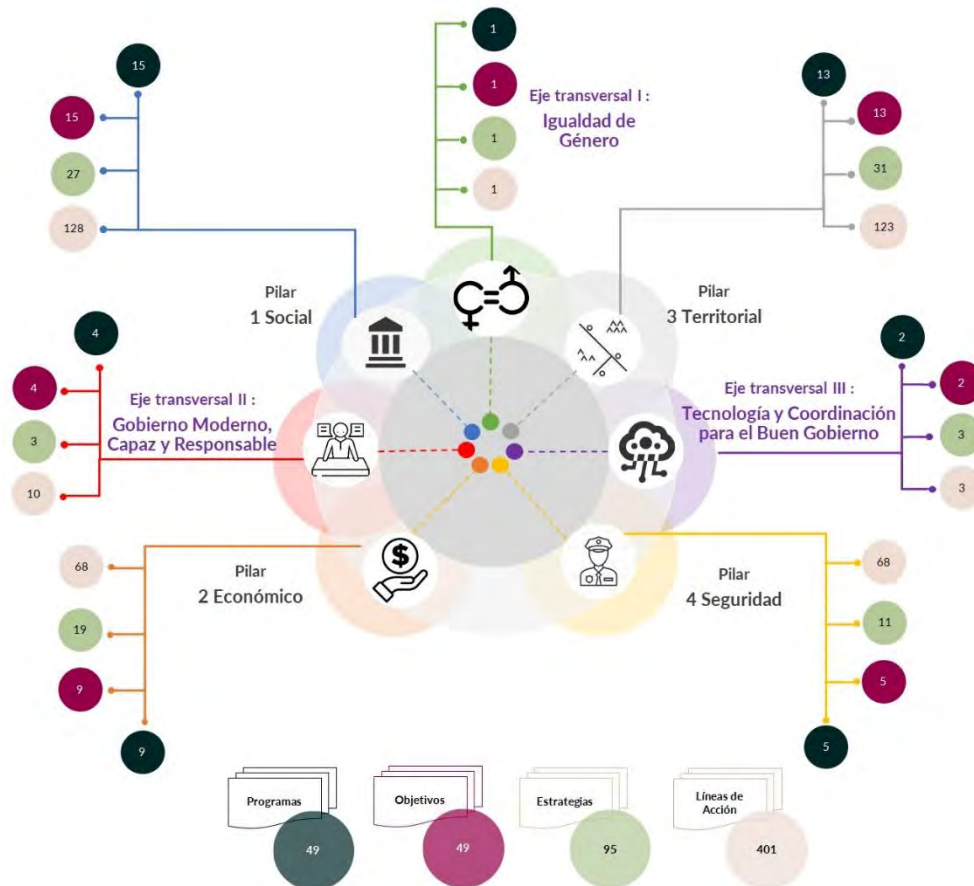 1
15
13
1
Eje transversal I :
Igualdad de
Género
15
13
1
27
31
1
128
123
Pilar
1 Social
Pilar
3 Territorial
4
2
4
Eje transversal II :
Gobierno Moderno,
Capaz y Responsable
Eje transversal III :
Tecnología y Coordinación
para el Buen Gobierno
2
3
3
10
3
$
68
Pilar
2 Económico
Pilar
4 Seguridad
68
19
11
9
5
9
5
Programas
Objetivos
Estrategias
Líneas de
Acción
49
49
95
401